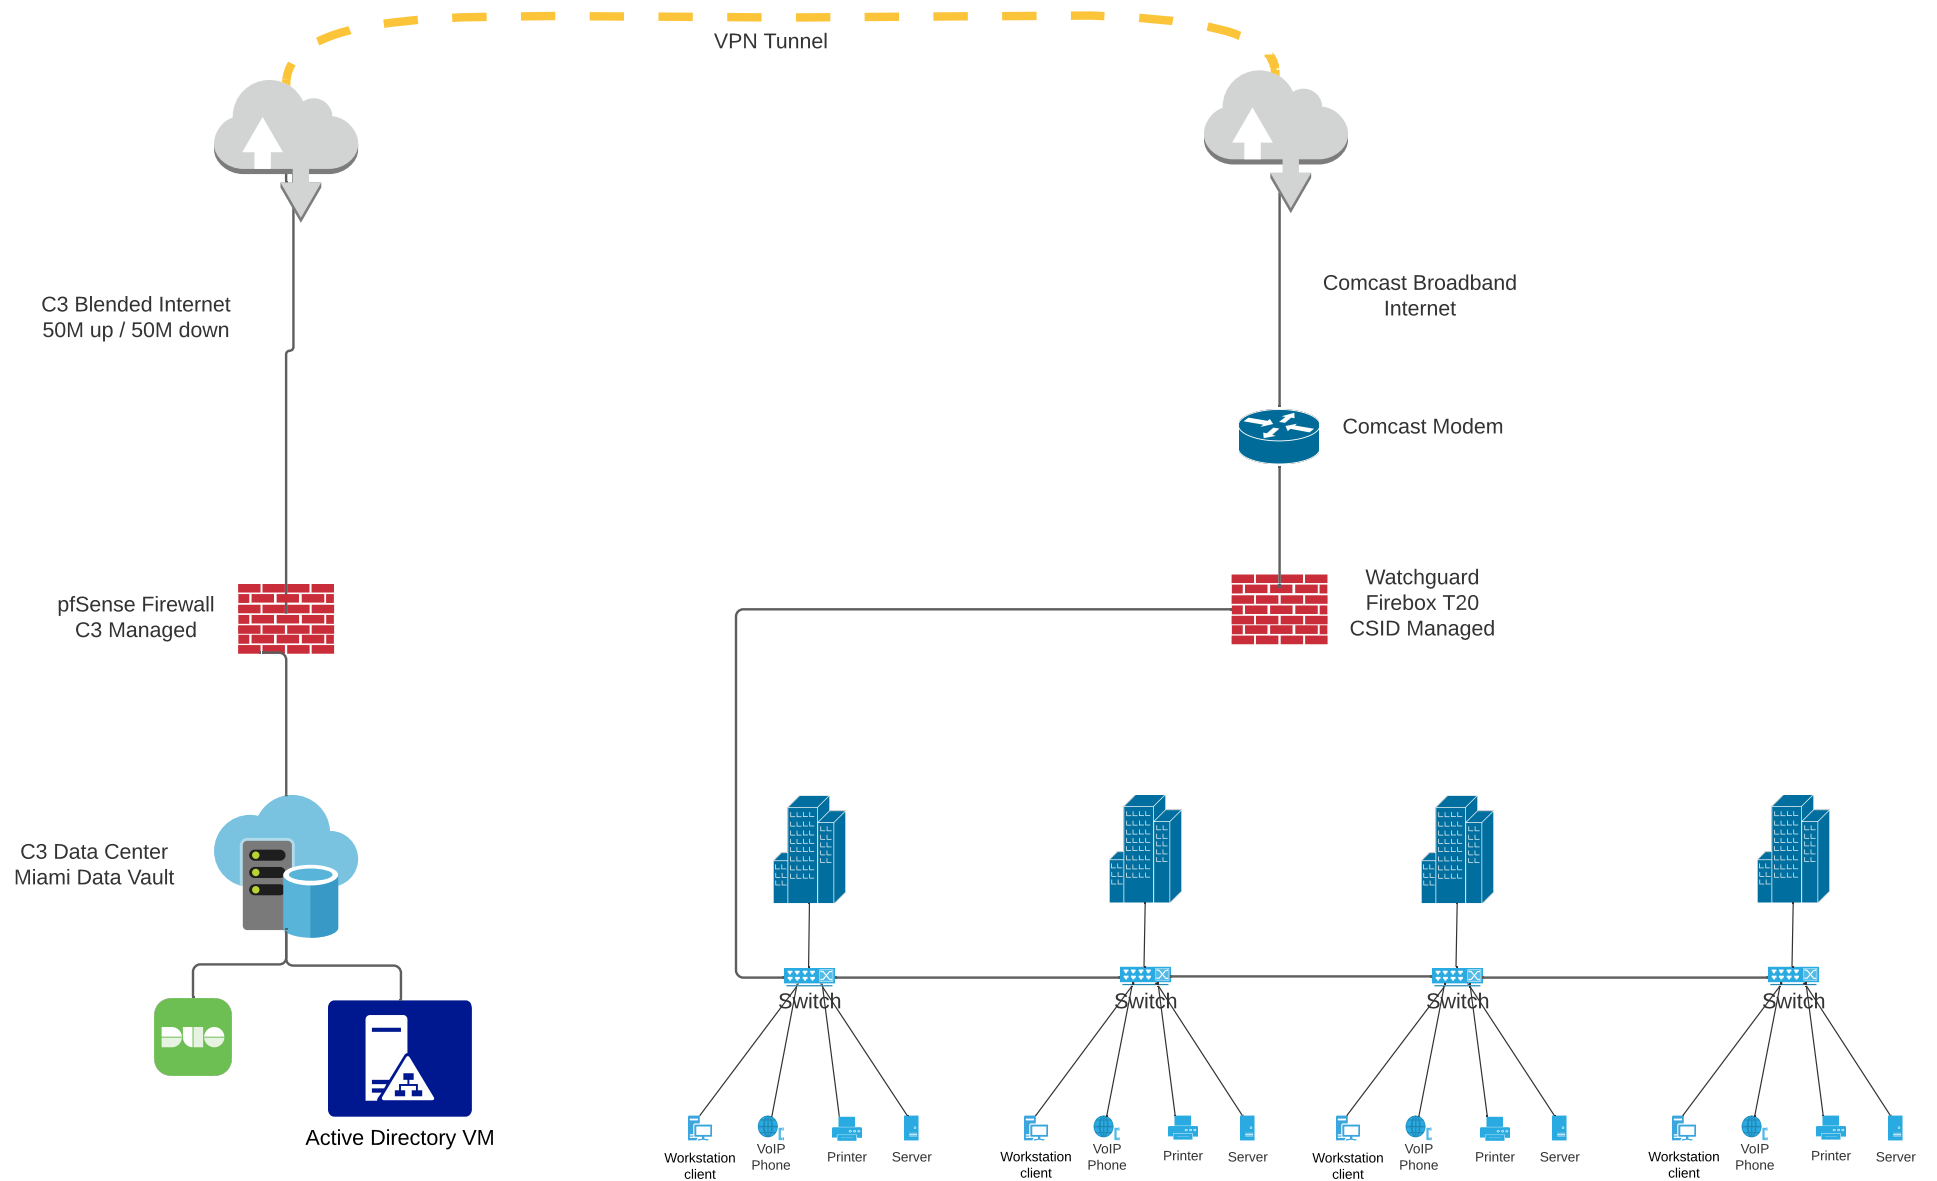 VPN Tunnel
C3 Blended Internet
50M up / 50M down
Comcast Broadband
Internet
Comcast Modem
pfSense Firewall
C3 Managed
Watchguard
Firebox T20
CSID Managed
C3 Data Center
Miami Data Vault
DUO
Active Directory VM
Switch
Switch
Switch
Switch
Workstation
client
VoIP
Phone
Printer
Server
Workstation
client
VoIP
Phone
Printer
Server
Workstation
client
VoIP
Phone
Printer
Server
Workstation
client
VoIP
Phone
Printer
Server